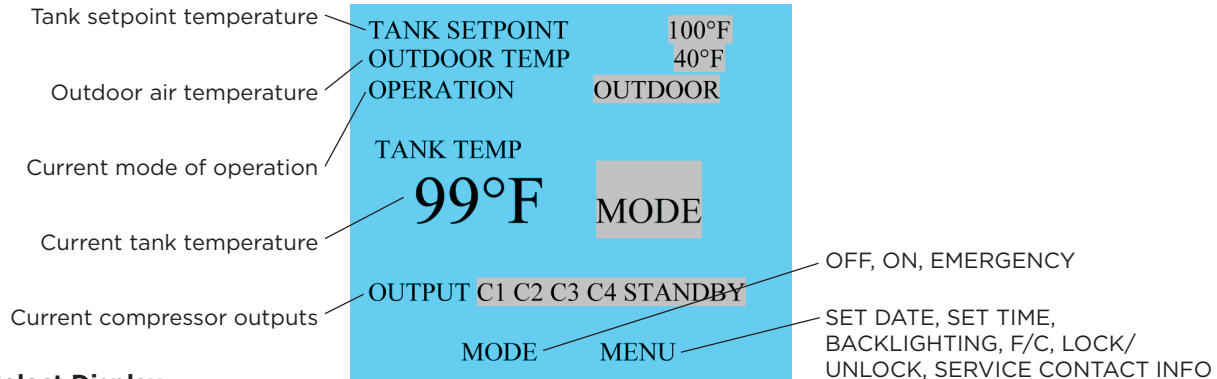 Tank setpoint temperature
Outdoor air temperature
Current mode of operation
Current tank temperature
Current compressor outputs
TANK SETPOINT 100°F
OUTDOOR TEMP 40°F
OPERATION OUTDOOR
TANK TEMP
99°F MODE
OUTPUT C1 C2 C3 C4 STANDBY
MODE MENU
OFF, ON, EMERGENCY
SET DATE, SET TIME,
BACKLIGHTING, F/C, LOCK/
UNLOCK, SERVICE CONTACT INFO